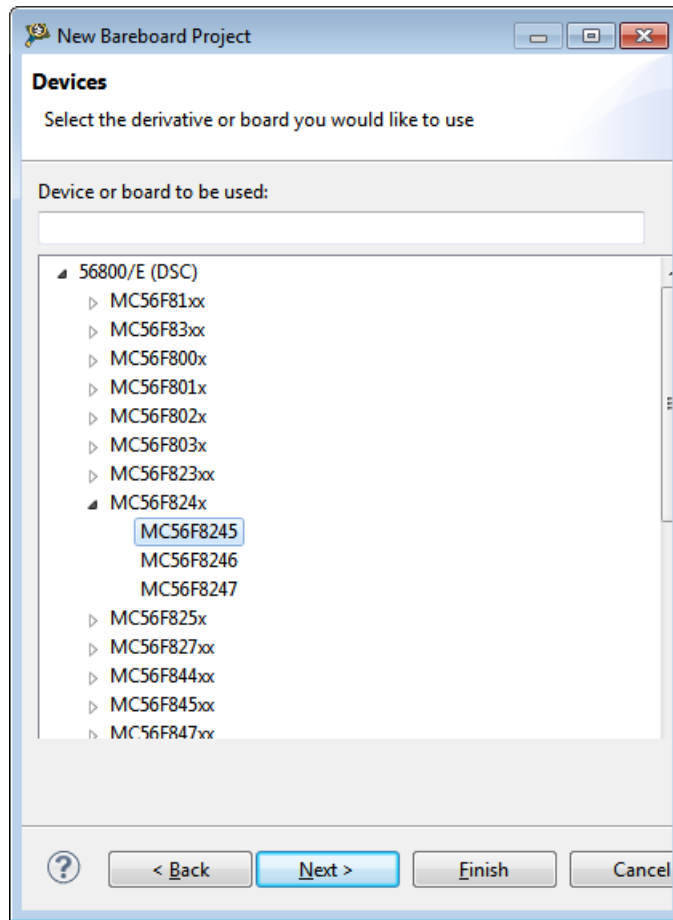 New Bareboard Project
Devices
Select the derivative or board you would like to use
Device or board to be used:
56800/E (DSC)
MC56F81xx
MC56F83xx
MC56F800x
MC56F801x
MC56F802x
MC56F803x
MC56F823xx
MC56F824x
MC56F8245
MC56F8246
MC56F8247
MC56F825x
MC56F827xx
MC56F844xx
MC56F845xx
MC56F847xx
? < Back Next > Finish Cancel